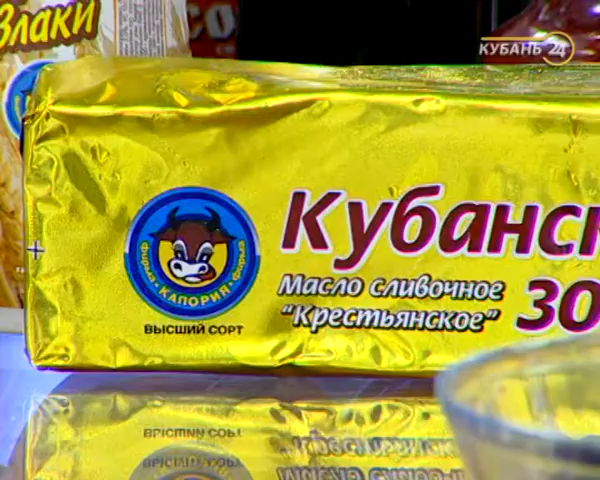 Злаки
КУБАНЬ 24
Кубанск
Масло сливочное
"Крестьянское"
30
фирма КАПОРИЯ фирма
ВЫСШИЙ СОРТ